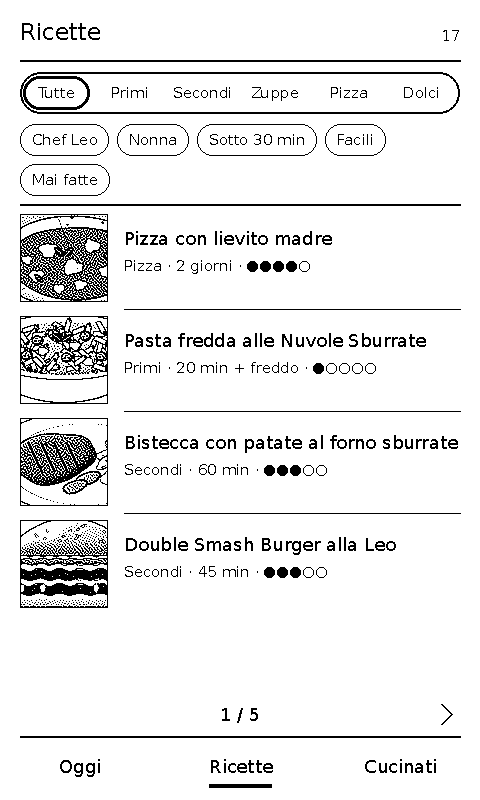 Ricette 17
Tutte Primi Secondi Zuppe Pizza Dolci
Chef Leo Nonna Sotto 30 min Facili
Mai fatte
Pizza con lievito madre
Pizza · 2 giorni · ●●●●○
Pasta fredda alle Nuvole Sburrate
Primi · 20 min + freddo · ●○○○○
Bistecca con patate al forno sburrate
Secondi · 60 min · ●●●○○
Double Smash Burger alla Leo
Secondi · 45 min · ●●●○○
1 / 5
Oggi Ricette Cucinati